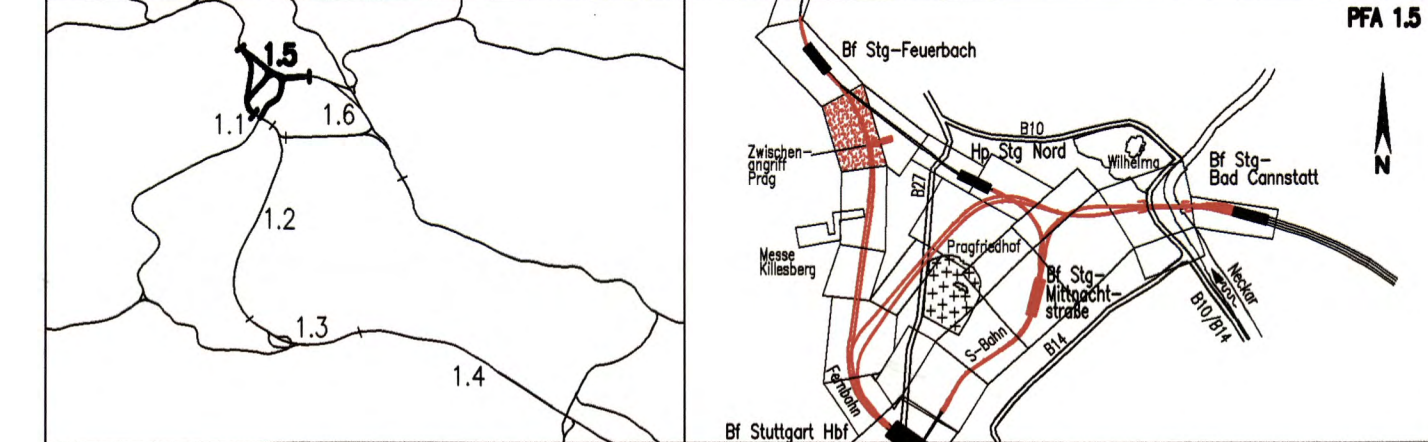 1.5
1.6
1.1
1.2
1.3
1.4
PFA 1.5
Bf Stg-Feuerbach
B10
Hp Stg Nord
Wilhelma
Bf Stg-
Bad Cannstatt
N
Zwischen-
angriff
Prag
B27
Messe
Killesberg
Pragfriedhof
Bf Stg-
Mittnacht-
straße
Neckar
B10/B14
S-Bahn
B14
Fernbahn
Bf Stuttgart Hbf